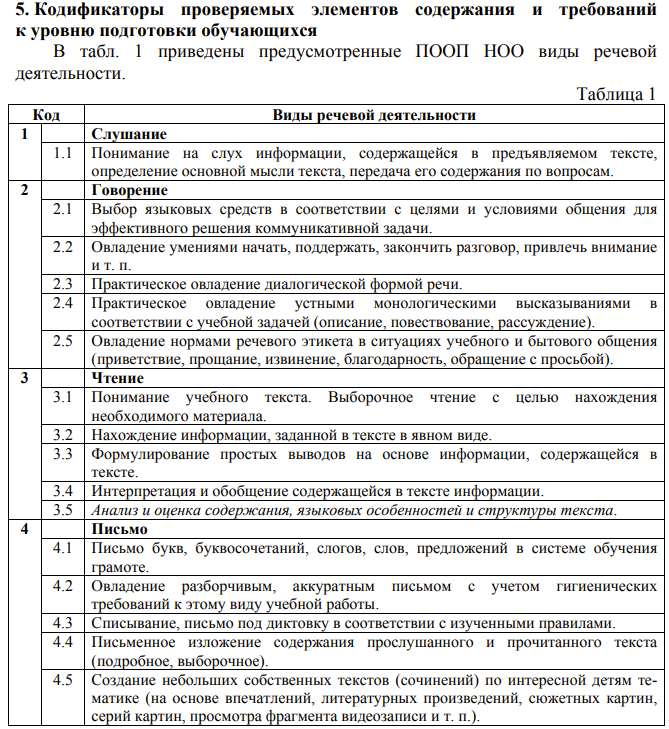 5. Кодификаторы проверяемых элементов содержания и требований
к уровню подготовки обучающихся
В табл. 1 приведены предусмотренные ПООП НОО виды речевой
деятельности.
Таблица 1
Код Виды речевой деятельности
1 Слушание
1.1 Понимание на слух информации, содержащейся в предъявляемом тексте,
определение основной мысли текста, передача его содержания по вопросам.
2 Говорение
2.1 Выбор языковых средств в соответствии с целями и условиями общения для
эффективного решения коммуникативной задачи.
2.2 Овладение умениями начать, поддержать, закончить разговор, привлечь внимание
и т. п.
2.3 Практическое овладение диалогической формой речи.
2.4 Практическое овладение устными монологическими высказываниями в
соответствии с учебной задачей (описание, повествование, рассуждение).
2.5 Овладение нормами речевого этикета в ситуациях учебного и бытового общения
(приветствие, прощание, извинение, благодарность, обращение с просьбой).
3 Чтение
3.1 Понимание учебного текста. Выборочное чтение с целью нахождения
необходимого материала.
3.2 Нахождение информации, заданной в тексте в явном виде.
3.3 Формулирование простых выводов на основе информации, содержащейся в
тексте.
3.4 Интерпретация и обобщение содержащейся в тексте информации.
3.5 Анализ и оценка содержания, языковых особенностей и структуры текста.
4 Письмо
4.1 Письмо букв, буквосочетаний, слогов, слов, предложений в системе обучения
грамоте.
4.2 Овладение разборчивым, аккуратным письмом с учетом гигиенических
требований к этому виду учебной работы.
4.3 Списывание, письмо под диктовку в соответствии с изученными правилами.
4.4 Письменное изложение содержания прослушанного и прочитанного текста
(подробное, выборочное).
4.5 Создание небольших собственных текстов (сочинений) по интересной детям те-
матике (на основе впечатлений, литературных произведений, сюжетных картин,
серий картин, просмотра фрагмента видеозаписи и т. п.).